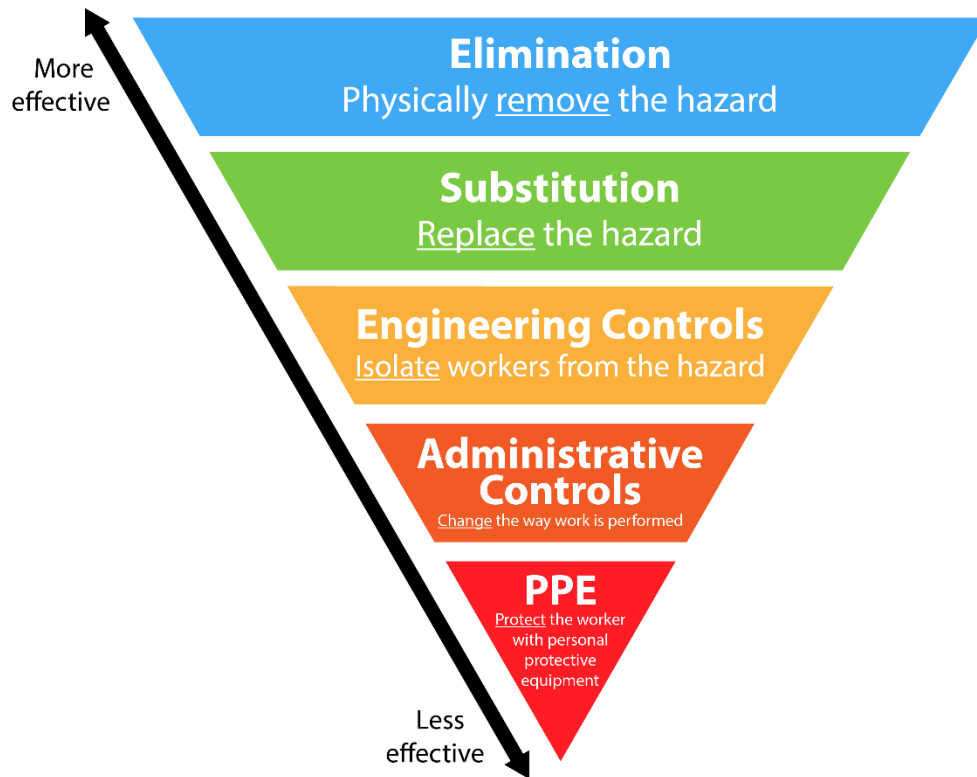 More
effective
Elimination
Physically remove the hazard
Substitution
Replace the hazard
Engineering Controls
Isolate workers from the hazard
Administrative
Controls
Change the way work is performed
PPE
Protect the worker
with personal
protective
equipment
Less
effective